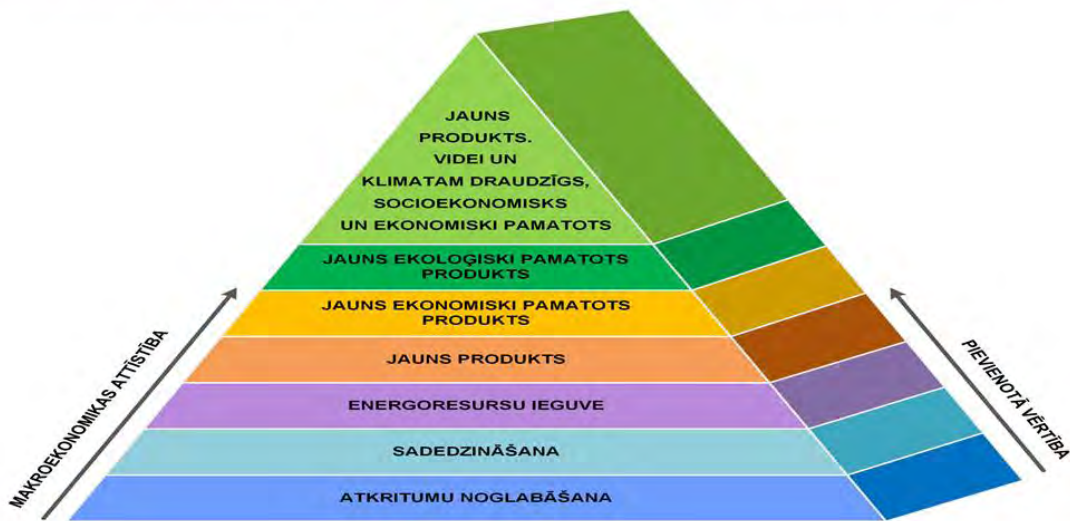 JAUNS
PRODUKTS.
VIDEI UN
KLIMATAM DRAUDZĪGS,
SOCIOEKONOMISKS
UN EKONOMISKI PAMATOTS
JAUNS EKOLOĢISKI PAMATOTS
PRODUKTS
JAUNS EKONOMISKI PAMATOTS
PRODUKTS
JAUNS PRODUKTS
ENERGORESURSU IEGUVE
SADEDZINĀŠANA
ATKRITUMU NOGLABĀŠANA
MAKROEKONOMIKAS ATTĪSTĪBA
PIEVIENOTĀ VĒRTĪBA